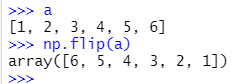 >>> a
[1, 2, 3, 4, 5, 6]
>>> np.flip(a)
array([6, 5, 4, 3, 2, 1])
>>>